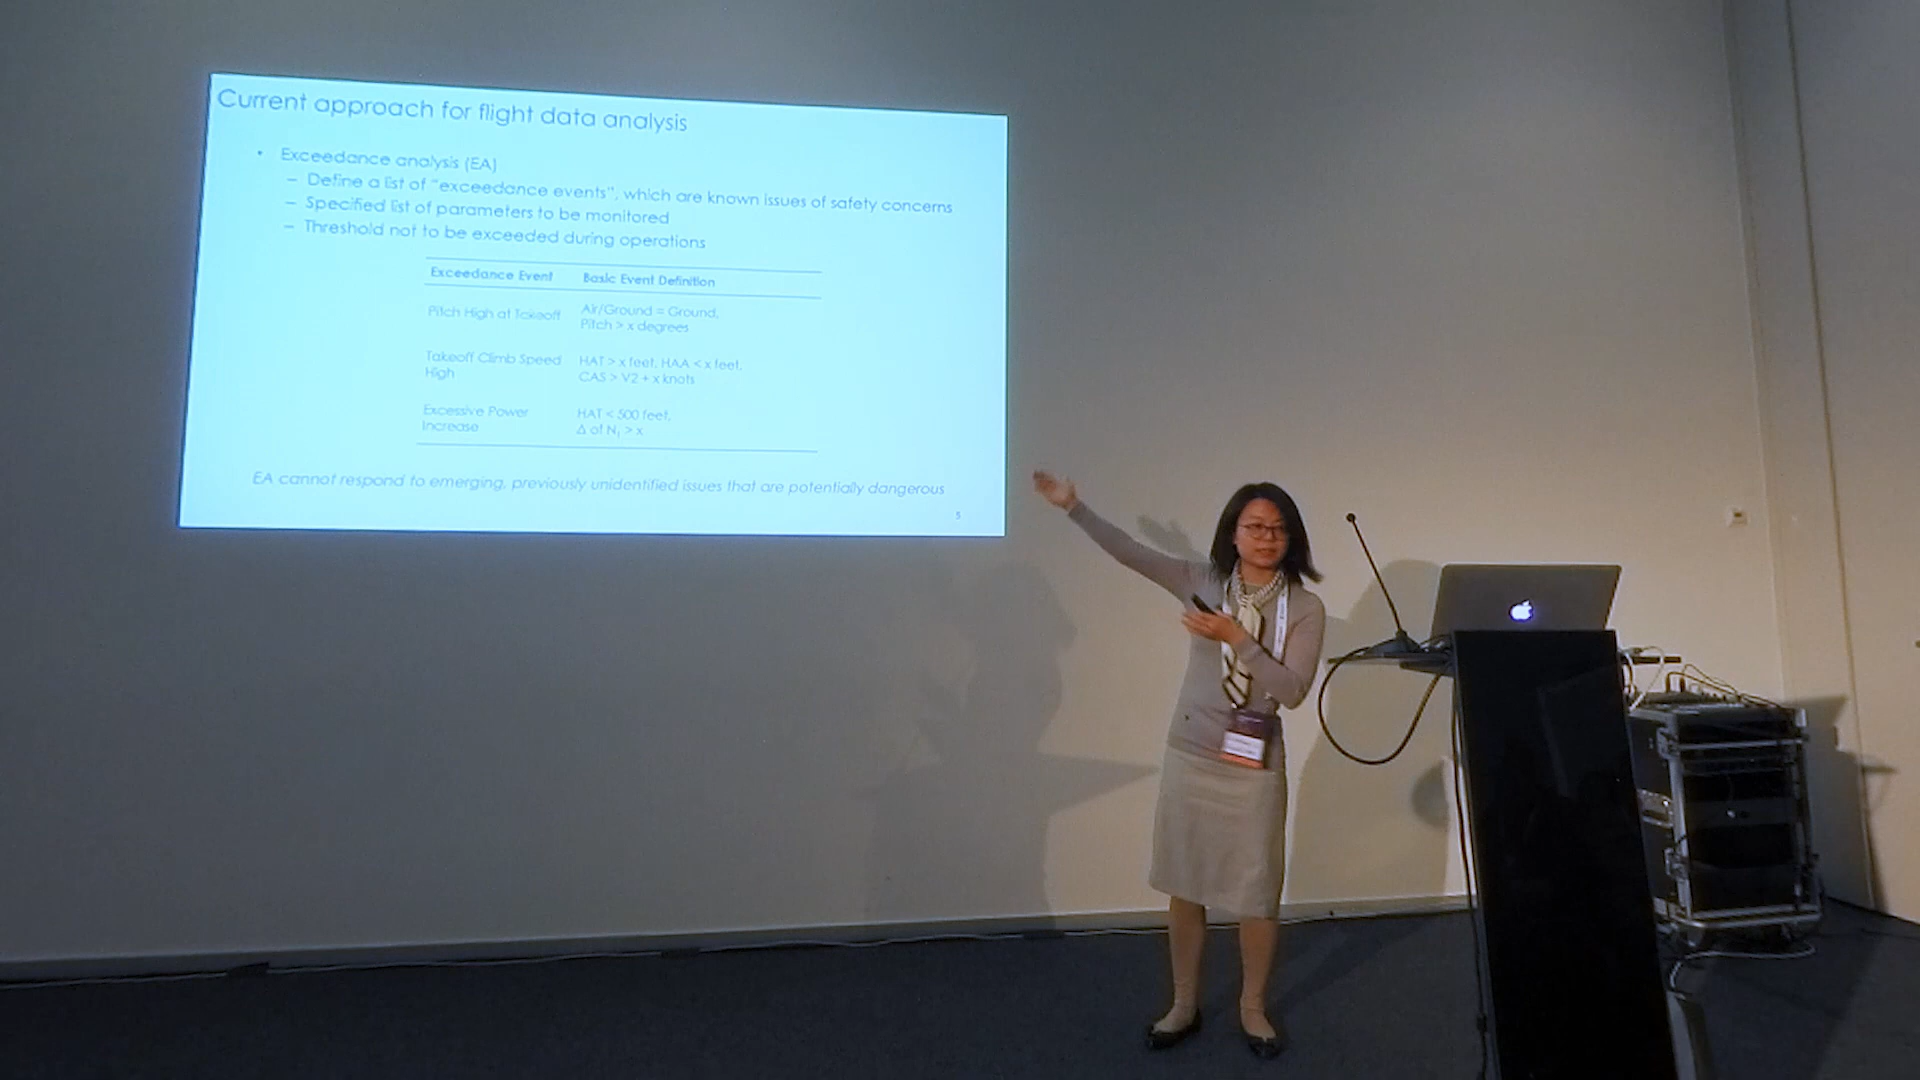 Current approach for flight data analysis
• Exceedance analysis (EA)
– Define a list of "exceedance events", which are known issues of safety concerns
– Specified list of parameters to be monitored
– Threshold not to be exceeded during operations
Exceedance Event Basic Event Definition
Pitch High at Takeoff Air/Ground = Ground,
Pitch > x degrees
Takeoff Climb Speed HAT > x feet, HAA < x feet,
High CAS > V2 + x knots
Excessive Power HAT < 500 feet,
Increase Δ of N₁ > x
EA cannot respond to emerging, previously unidentified issues that are potentially dangerous
5